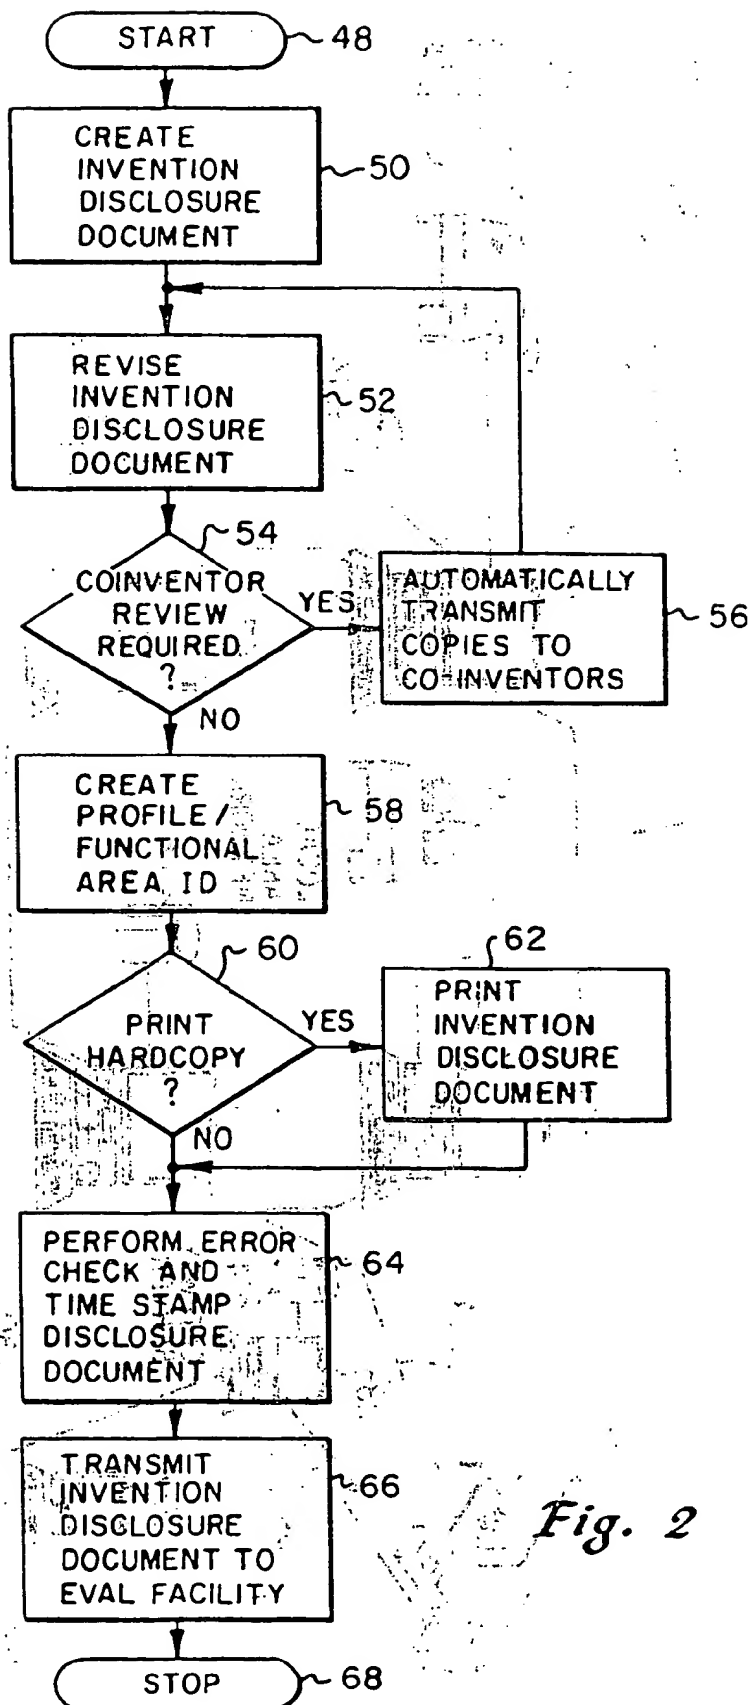 START
48
CREATE
INVENTION
DISCLOSURE
DOCUMENT
50
REVISE
INVENTION
DISCLOSURE
DOCUMENT
52
54
COINVENTOR
REVIEW
REQUIRED
?
YES
AUTOMATICALLY
TRANSMIT
COPIES TO
CO-INVENTORS
56
NO
CREATE
PROFILE/
FUNCTIONAL
AREA ID
58
60
PRINT
HARDCOPY
?
YES
62
PRINT
INVENTION
DISCLOSURE
DOCUMENT
NO
PERFORM ERROR
CHECK AND
TIME STAMP
DISCLOSURE
DOCUMENT
64
TRANSMIT
INVENTION
DISCLOSURE
DOCUMENT TO
EVAL FACILITY
66
Fig. 2
STOP
68